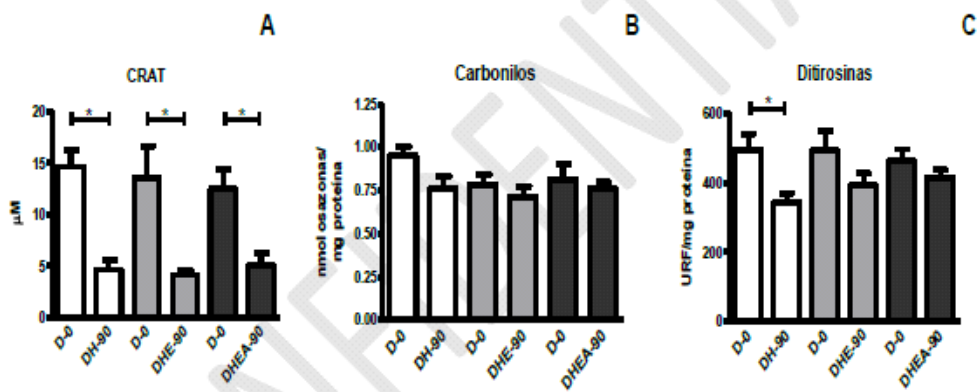 A
CRAT
20
15
10
5
0
µM
* * *
D-0 DH-90 D-0 DHE-90 D-0 DHEA-90
B
Carbonilos
1.25
1.00
0.75
0.50
0.25
0.00
nmol osazonas/
mg proteína
D-0 DH-90 D-0 DHE-90 D-0 DHEA-90
C
Ditirosinas
600
400
200
0
URF/mg proteína
*
D-0 DH-90 D-0 DHE-90 D-0 DHEA-90